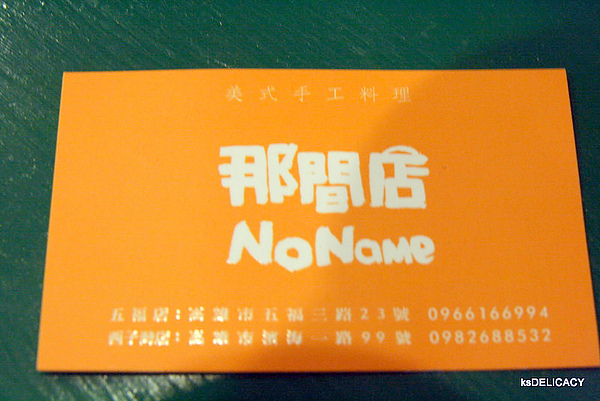 美式手工料理
那間店
NoName
五福店：高雄市五福三路23號 0966166994
西子灣店：高雄市濱海一路99號 0982688532
ksDELICACY